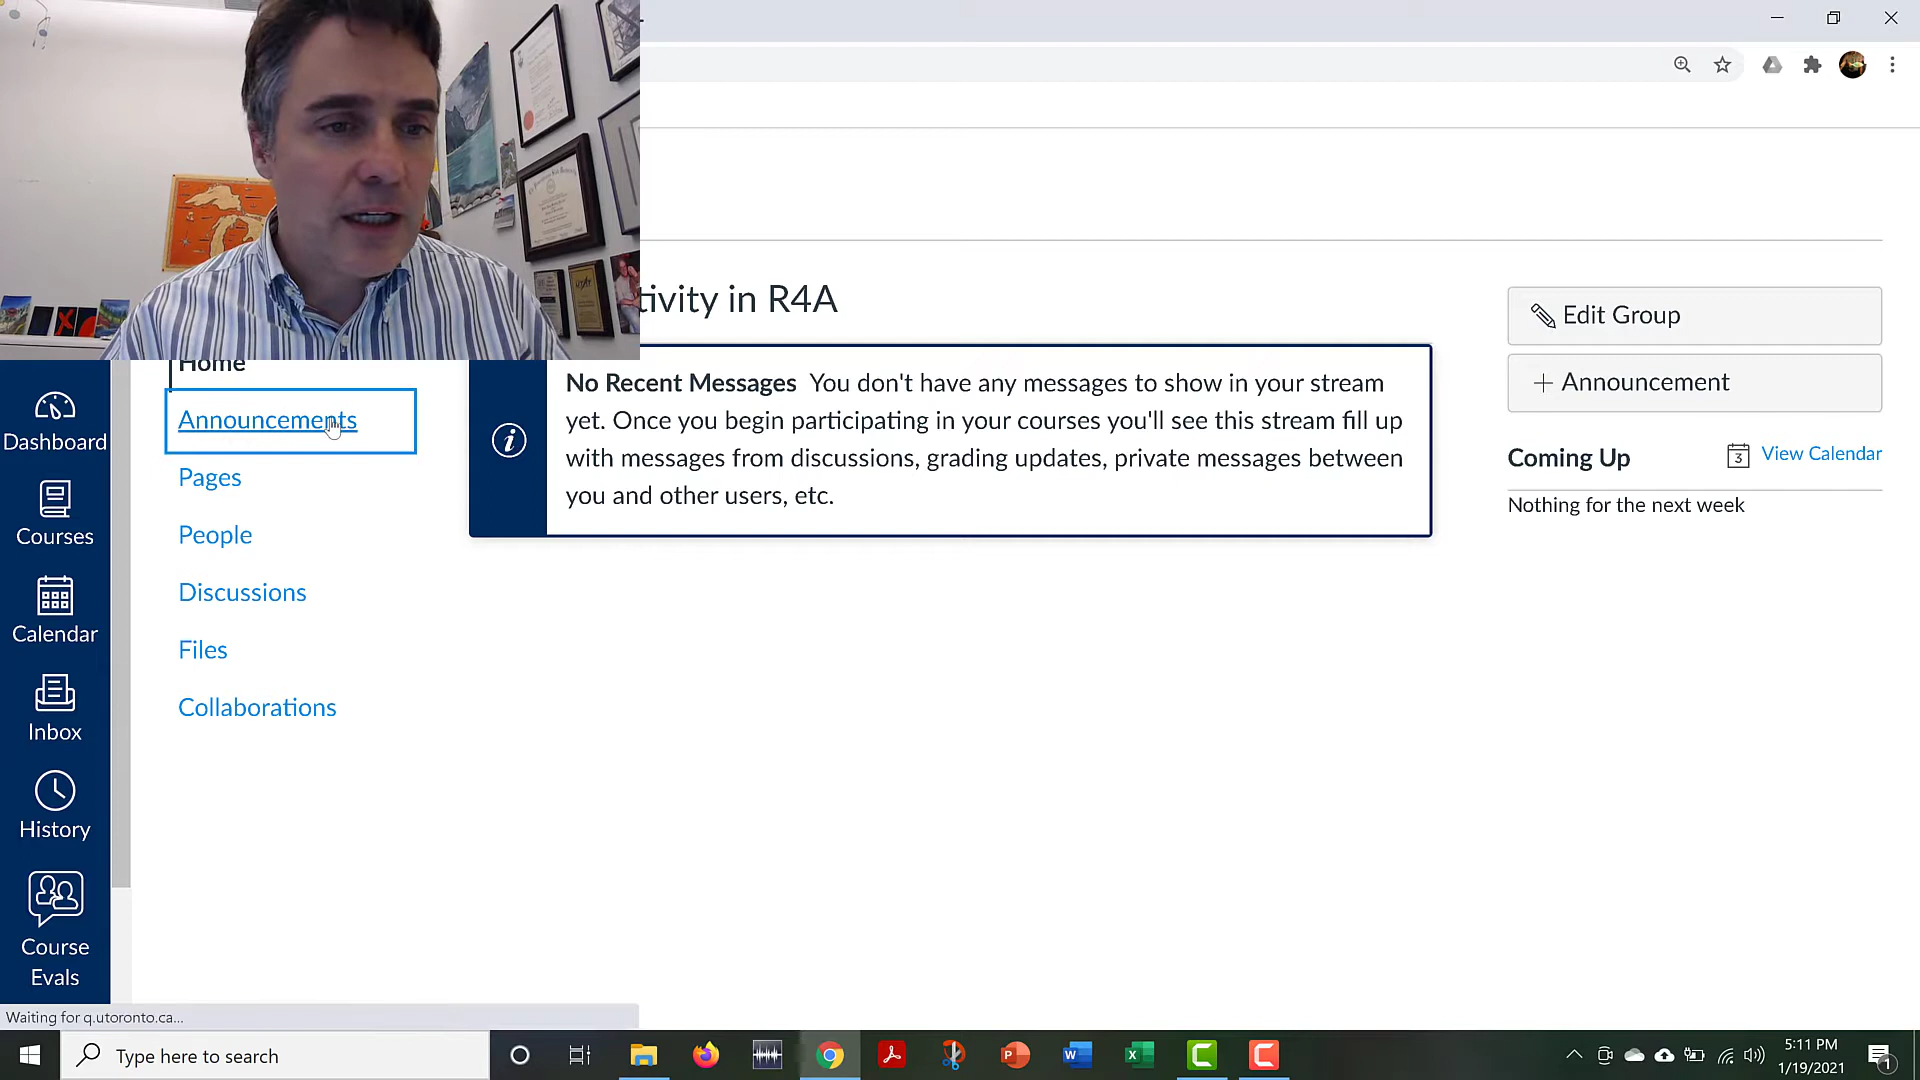 tivity in R4A
Edit Group
Home
No Recent Messages You don't have any messages to show in your stream
yet. Once you begin participating in your courses you'll see this stream fill up
with messages from discussions, grading updates, private messages between
you and other users, etc.
Announcement
Announcements
Dashboard
Coming Up
3
View Calendar
Pages
Nothing for the next week
Courses
People
Discussions
Calendar
Files
Collaborations
Inbox
History
Course
Evals
Waiting for q.utoronto.ca...
Type here to search
5:11 PM
1/19/2021
1